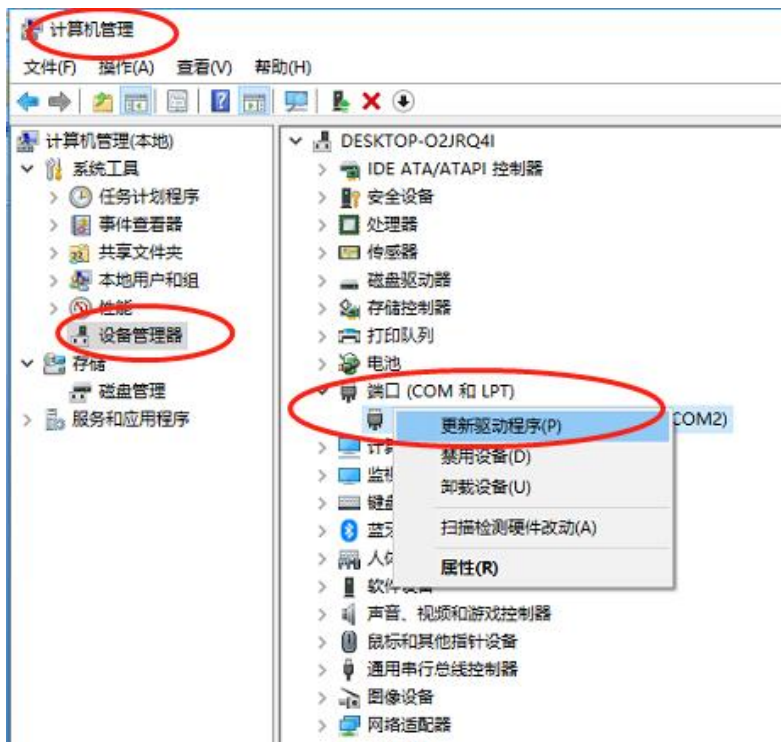 计算机管理
文件(F) 操作(A) 查看(V) 帮助(H)
计算机管理(本地)
系统工具
任务计划程序
事件查看器
共享文件夹
本地用户和组
性能
设备管理器
存储
磁盘管理
服务和应用程序
DESKTOP-O2JRQ4I
IDE ATA/ATAPI 控制器
安全设备
处理器
传感器
磁盘驱动器
存储控制器
打印队列
电池
端口 (COM 和 LPT)
COM2)
更新驱动程序(P)
禁用设备(D)
卸载设备(U)
扫描检测硬件改动(A)
属性(R)
声音、视频和游戏控制器
鼠标和其他指针设备
通用串行总线控制器
图像设备
网络适配器